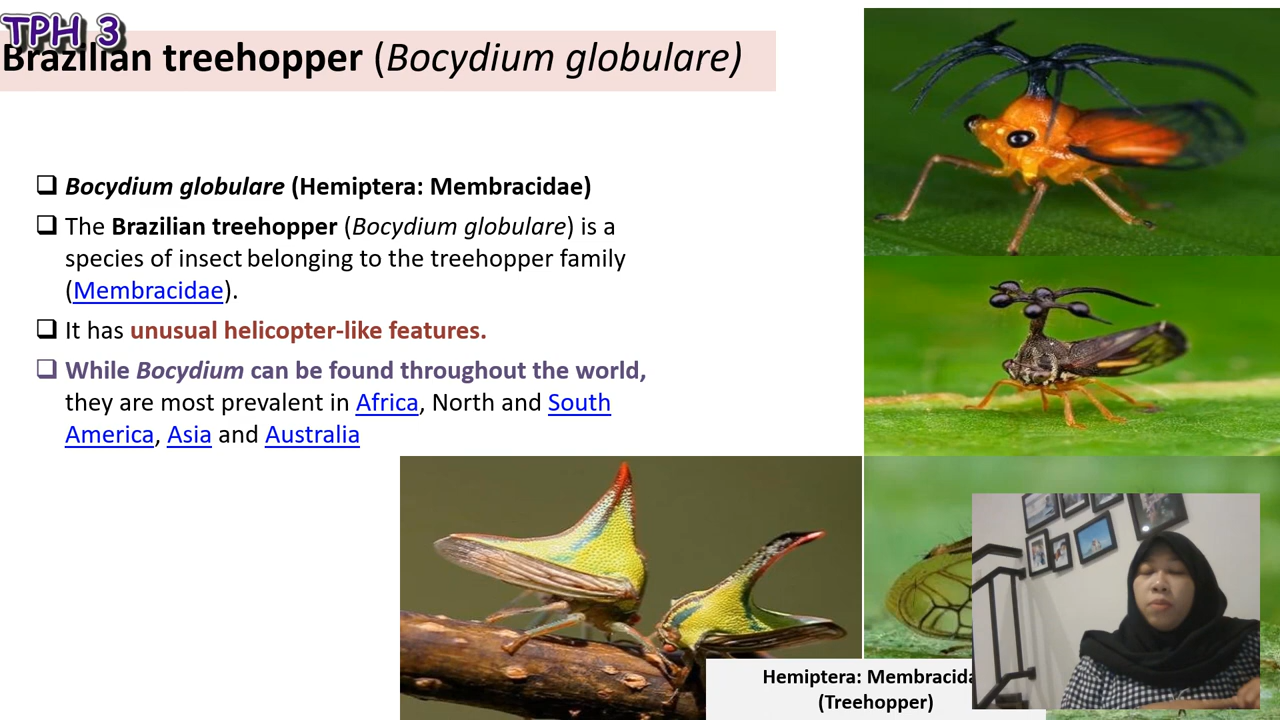 TPH 3
Brazilian treehopper (Bocydium globulare)
❑ Bocydium globulare (Hemiptera: Membracidae)
❑ The Brazilian treehopper (Bocydium globulare) is a
species of insect belonging to the treehopper family
(Membracidae).
❑ It has unusual helicopter-like features.
❑ While Bocydium can be found throughout the world,
they are most prevalent in Africa, North and South
America, Asia and Australia
Hemiptera: Membracida
(Treehopper)